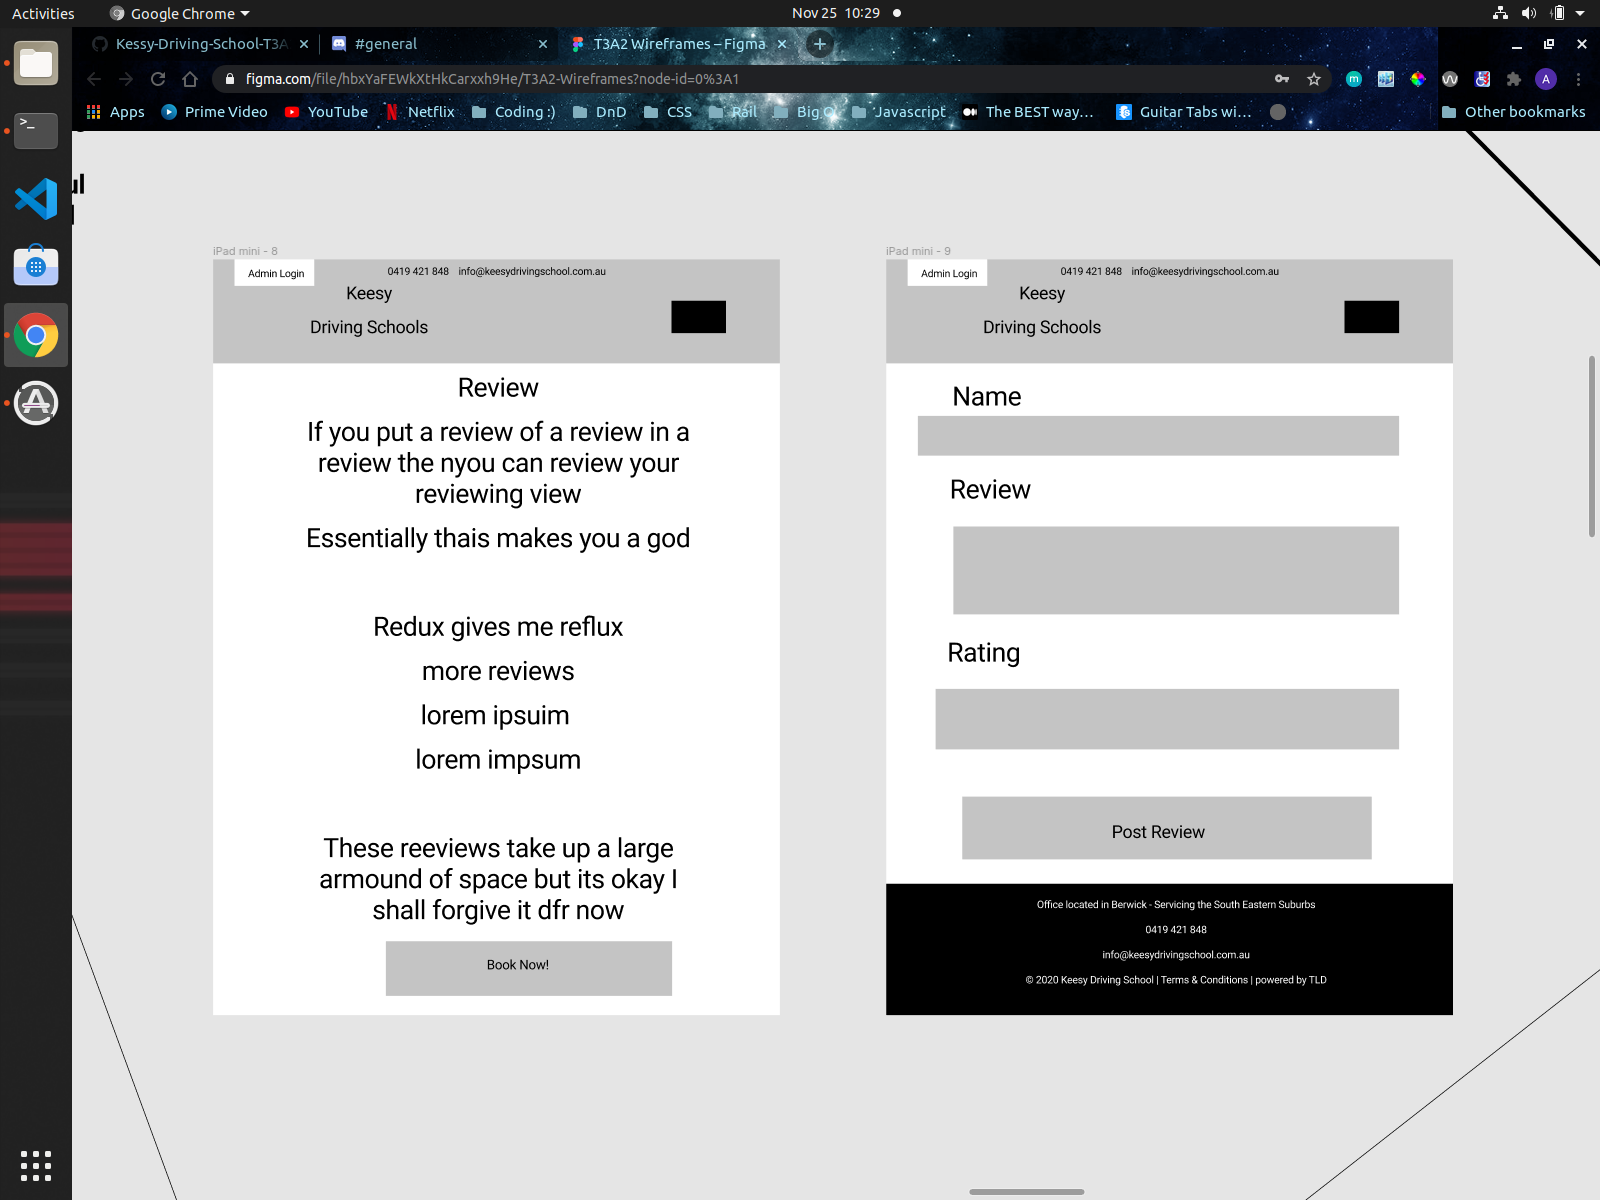 Activities
Google Chrome
Nov 25 10:29
Kessy-Driving-School-T3A
#general
T3A2 Wireframes – Figma
figma.com/file/hbxYaFEWkXtHkCarxxh9He/T3A2-Wireframes?node-id=0%3A1
A
Apps
Prime Video
YouTube
Netflix
Coding :)
DnD
CSS
Rail
Big O
Javascript
The BEST way...
Guitar Tabs wi...
Other bookmarks
ul
iPad mini - 8
Admin Login
0419 421 848 info@keesydrivingschool.com.au
Keesy
Driving Schools
Review
If you put a review of a review in a
review the nyou can review your
reviewing view
Essentially thais makes you a god
Redux gives me reflux
more reviews
lorem ipsuim
lorem impsum
These reeviews take up a large
armound of space but its okay I
shall forgive it dfr now
Book Now!
iPad mini - 9
Admin Login
0419 421 848 info@keesydrivingschool.com.au
Keesy
Driving Schools
Name
Review
Rating
Post Review
Office located in Berwick - Servicing the South Eastern Suburbs
0419 421 848
info@keesydrivingschool.com.au
© 2020 Keesy Driving School | Terms & Conditions | powered by TLD